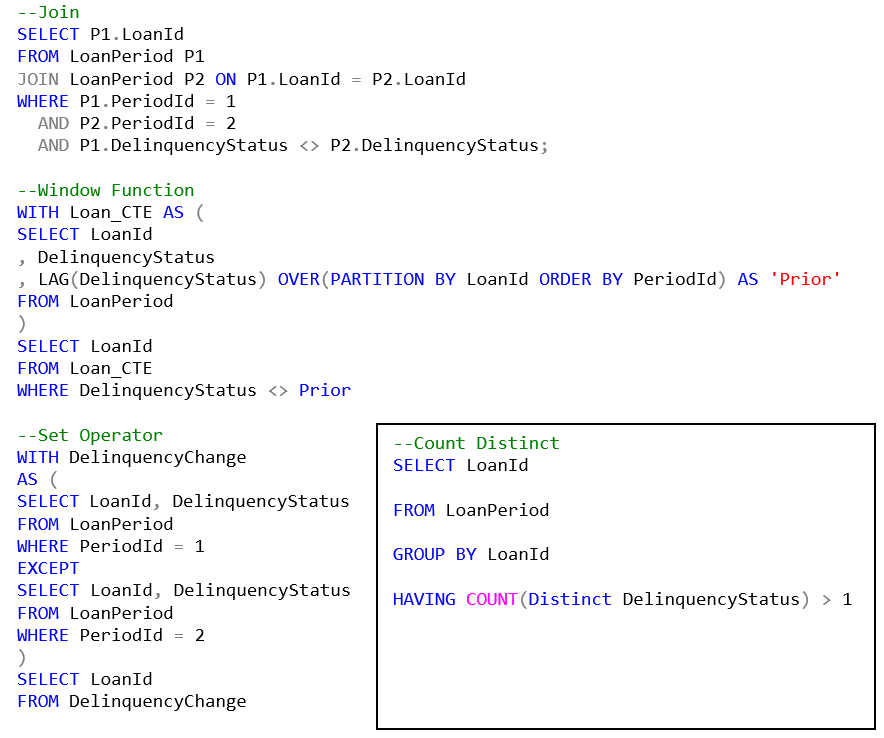 --Join
SELECT P1.LoanId
FROM LoanPeriod P1
JOIN LoanPeriod P2 ON P1.LoanId = P2.LoanId
WHERE P1.PeriodId = 1
  AND P2.PeriodId = 2
  AND P1.DelinquencyStatus <> P2.DelinquencyStatus;

--Window Function
WITH Loan_CTE AS (
SELECT LoanId
, DelinquencyStatus
, LAG(DelinquencyStatus) OVER(PARTITION BY LoanId ORDER BY PeriodId) AS 'Prior'
FROM LoanPeriod
)
SELECT LoanId
FROM Loan_CTE
WHERE DelinquencyStatus <> Prior

--Set Operator
WITH DelinquencyChange
AS (
SELECT LoanId, DelinquencyStatus
FROM LoanPeriod
WHERE PeriodId = 1
EXCEPT
SELECT LoanId, DelinquencyStatus
FROM LoanPeriod
WHERE PeriodId = 2
)
SELECT LoanId
FROM DelinquencyChange

--Count Distinct
SELECT LoanId
FROM LoanPeriod
GROUP BY LoanId
HAVING COUNT(Distinct DelinquencyStatus) > 1